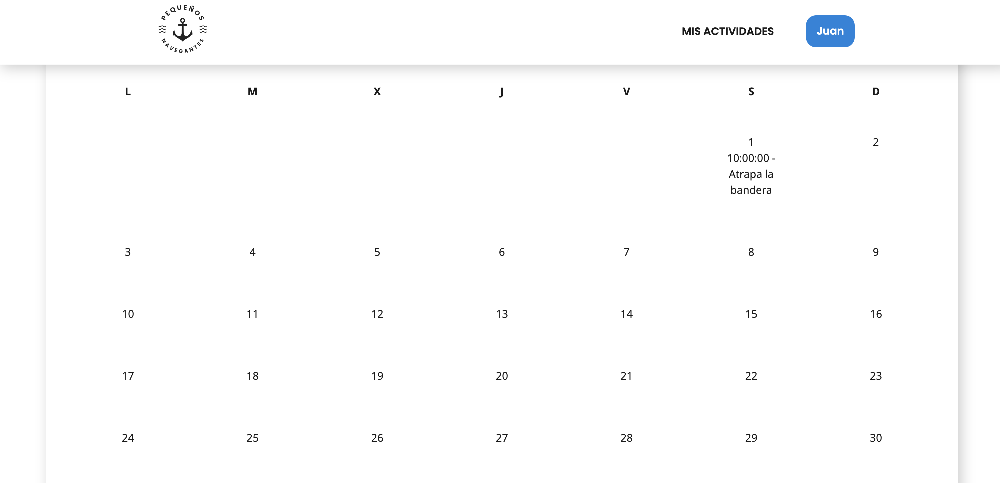 PEQUEÑOS
NAVEGANTES
MIS ACTIVIDADES
Juan
L M X J V S D
1 2
10:00:00 -
Atrapa la
bandera
3 4 5 6 7 8 9
10 11 12 13 14 15 16
17 18 19 20 21 22 23
24 25 26 27 28 29 30